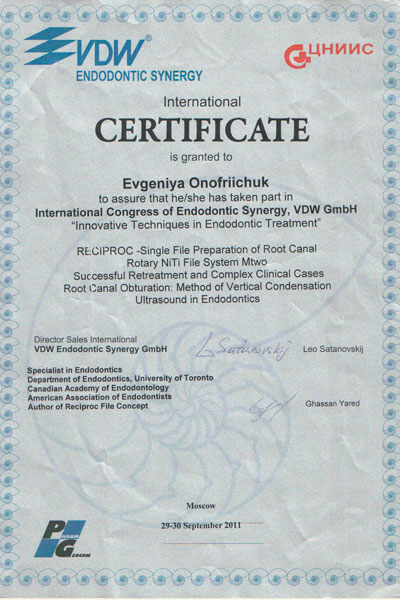 VDW®
ENDODONTIC SYNERGY
ЦНИИС
International
CERTIFICATE
is granted to
Evgeniya Onofriichuk
to assure that he/she has taken part in
International Congress of Endodontic Synergy, VDW GmbH
“Innovative Techniques in Endodontic Treatment”
RECIPROC -Single File Preparation of Root Canal
Rotary NiTi File System Mtwo
Successful Retreatment and Complex Clinical Cases
Root Canal Obturation: Method of Vertical Condensation
Ultrasound in Endodontics
Director Sales International
VDW Endodontic Synergy GmbH
L. Satanovskij
Leo Satanovskij
Specialist in Endodontics
Department of Endodontics, University of Toronto
Canadian Academy of Endodontology
American Association of Endodontists
Author of Reciproc File Concept
Ghassan Yared
Moscow
29-30 September 2011